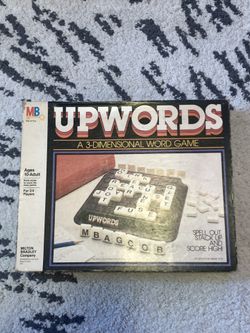 MB
UPWORDS
A 3-DIMENSIONAL WORD GAME
Ages
10-Adult
For 2-4
Players
UPWORDS
M B A G C O B
SPELL OUT,
STACK UP
AND
SCORE HIGH!
MILTON
BRADLEY
Company